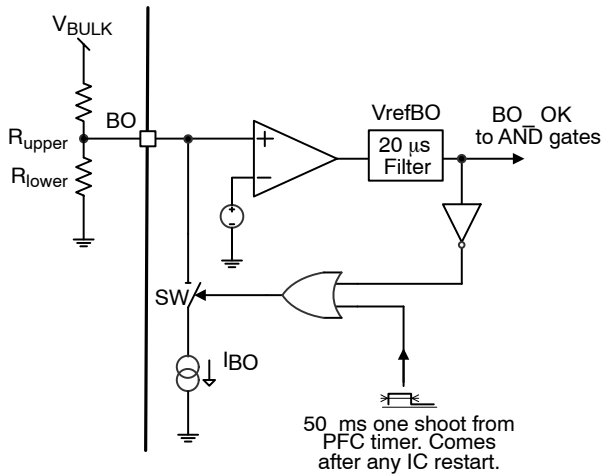 VBULK
BO
Rupper
Rlower
VrefBO
20 µs
Filter
BO_OK
to AND gates
SW
IBO
50 ms one shoot from
PFC timer. Comes
after any IC restart.